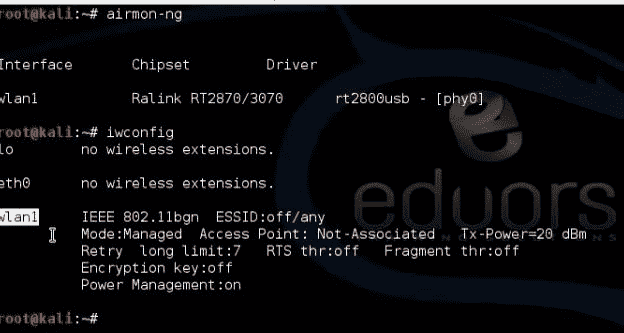 root@kali:~# airmon-ng
Interface Chipset Driver
wlan1 Ralink RT2870/3070 rt2800usb - [phy0]
root@kali:~# iwconfig
lo no wireless extensions.
eth0 no wireless extensions.
wlan1 IEEE 802.11bgn ESSID:off/any
Mode:Managed Access Point: Not-Associated Tx-Power=20 dBm
Retry long limit:7 RTS thr:off Fragment thr:off
Encryption key:off
Power Management:on
root@kali:~#
eduors